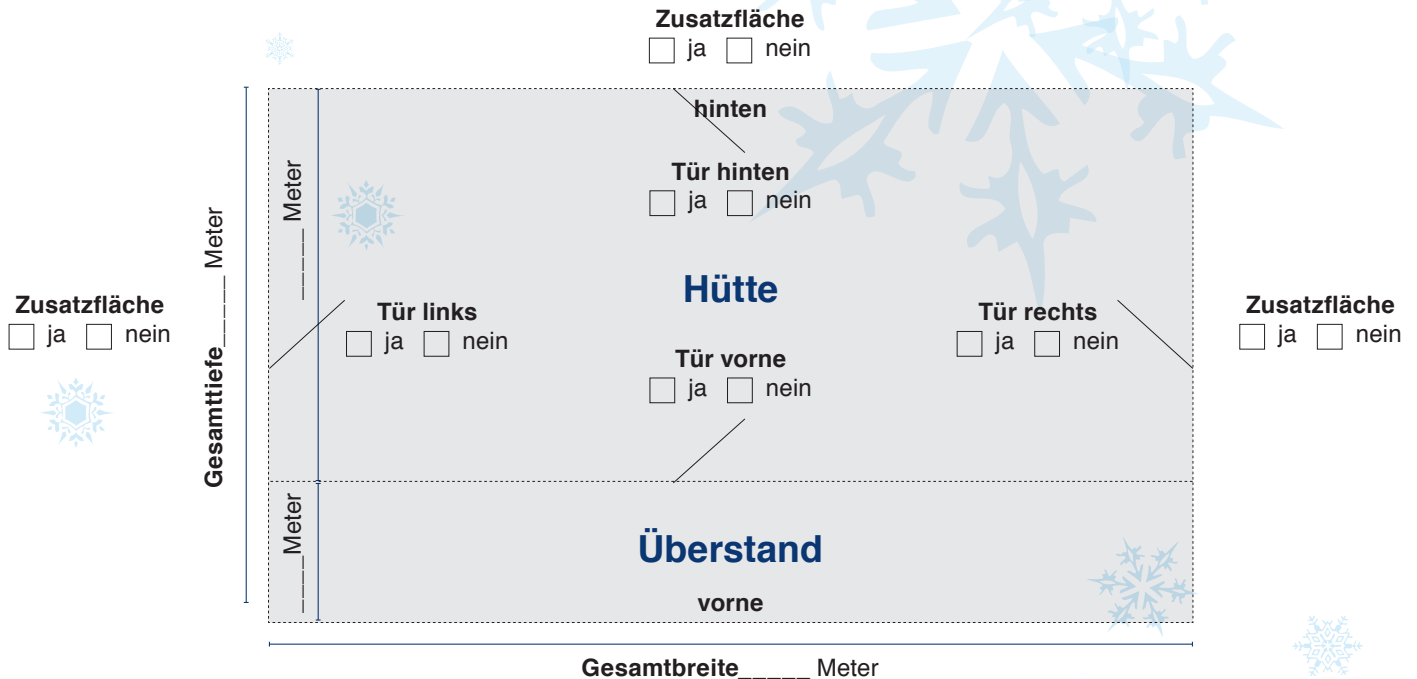 Zusatzfläche
ja nein
hinten
Tür hinten
ja nein
_____ Meter
Gesamttiefe_____ Meter
Hütte
Zusatzfläche
ja nein
Tür links
ja nein
Tür rechts
ja nein
Zusatzfläche
ja nein
Tür vorne
ja nein
____Meter
Überstand
vorne
Gesamtbreite_____ Meter